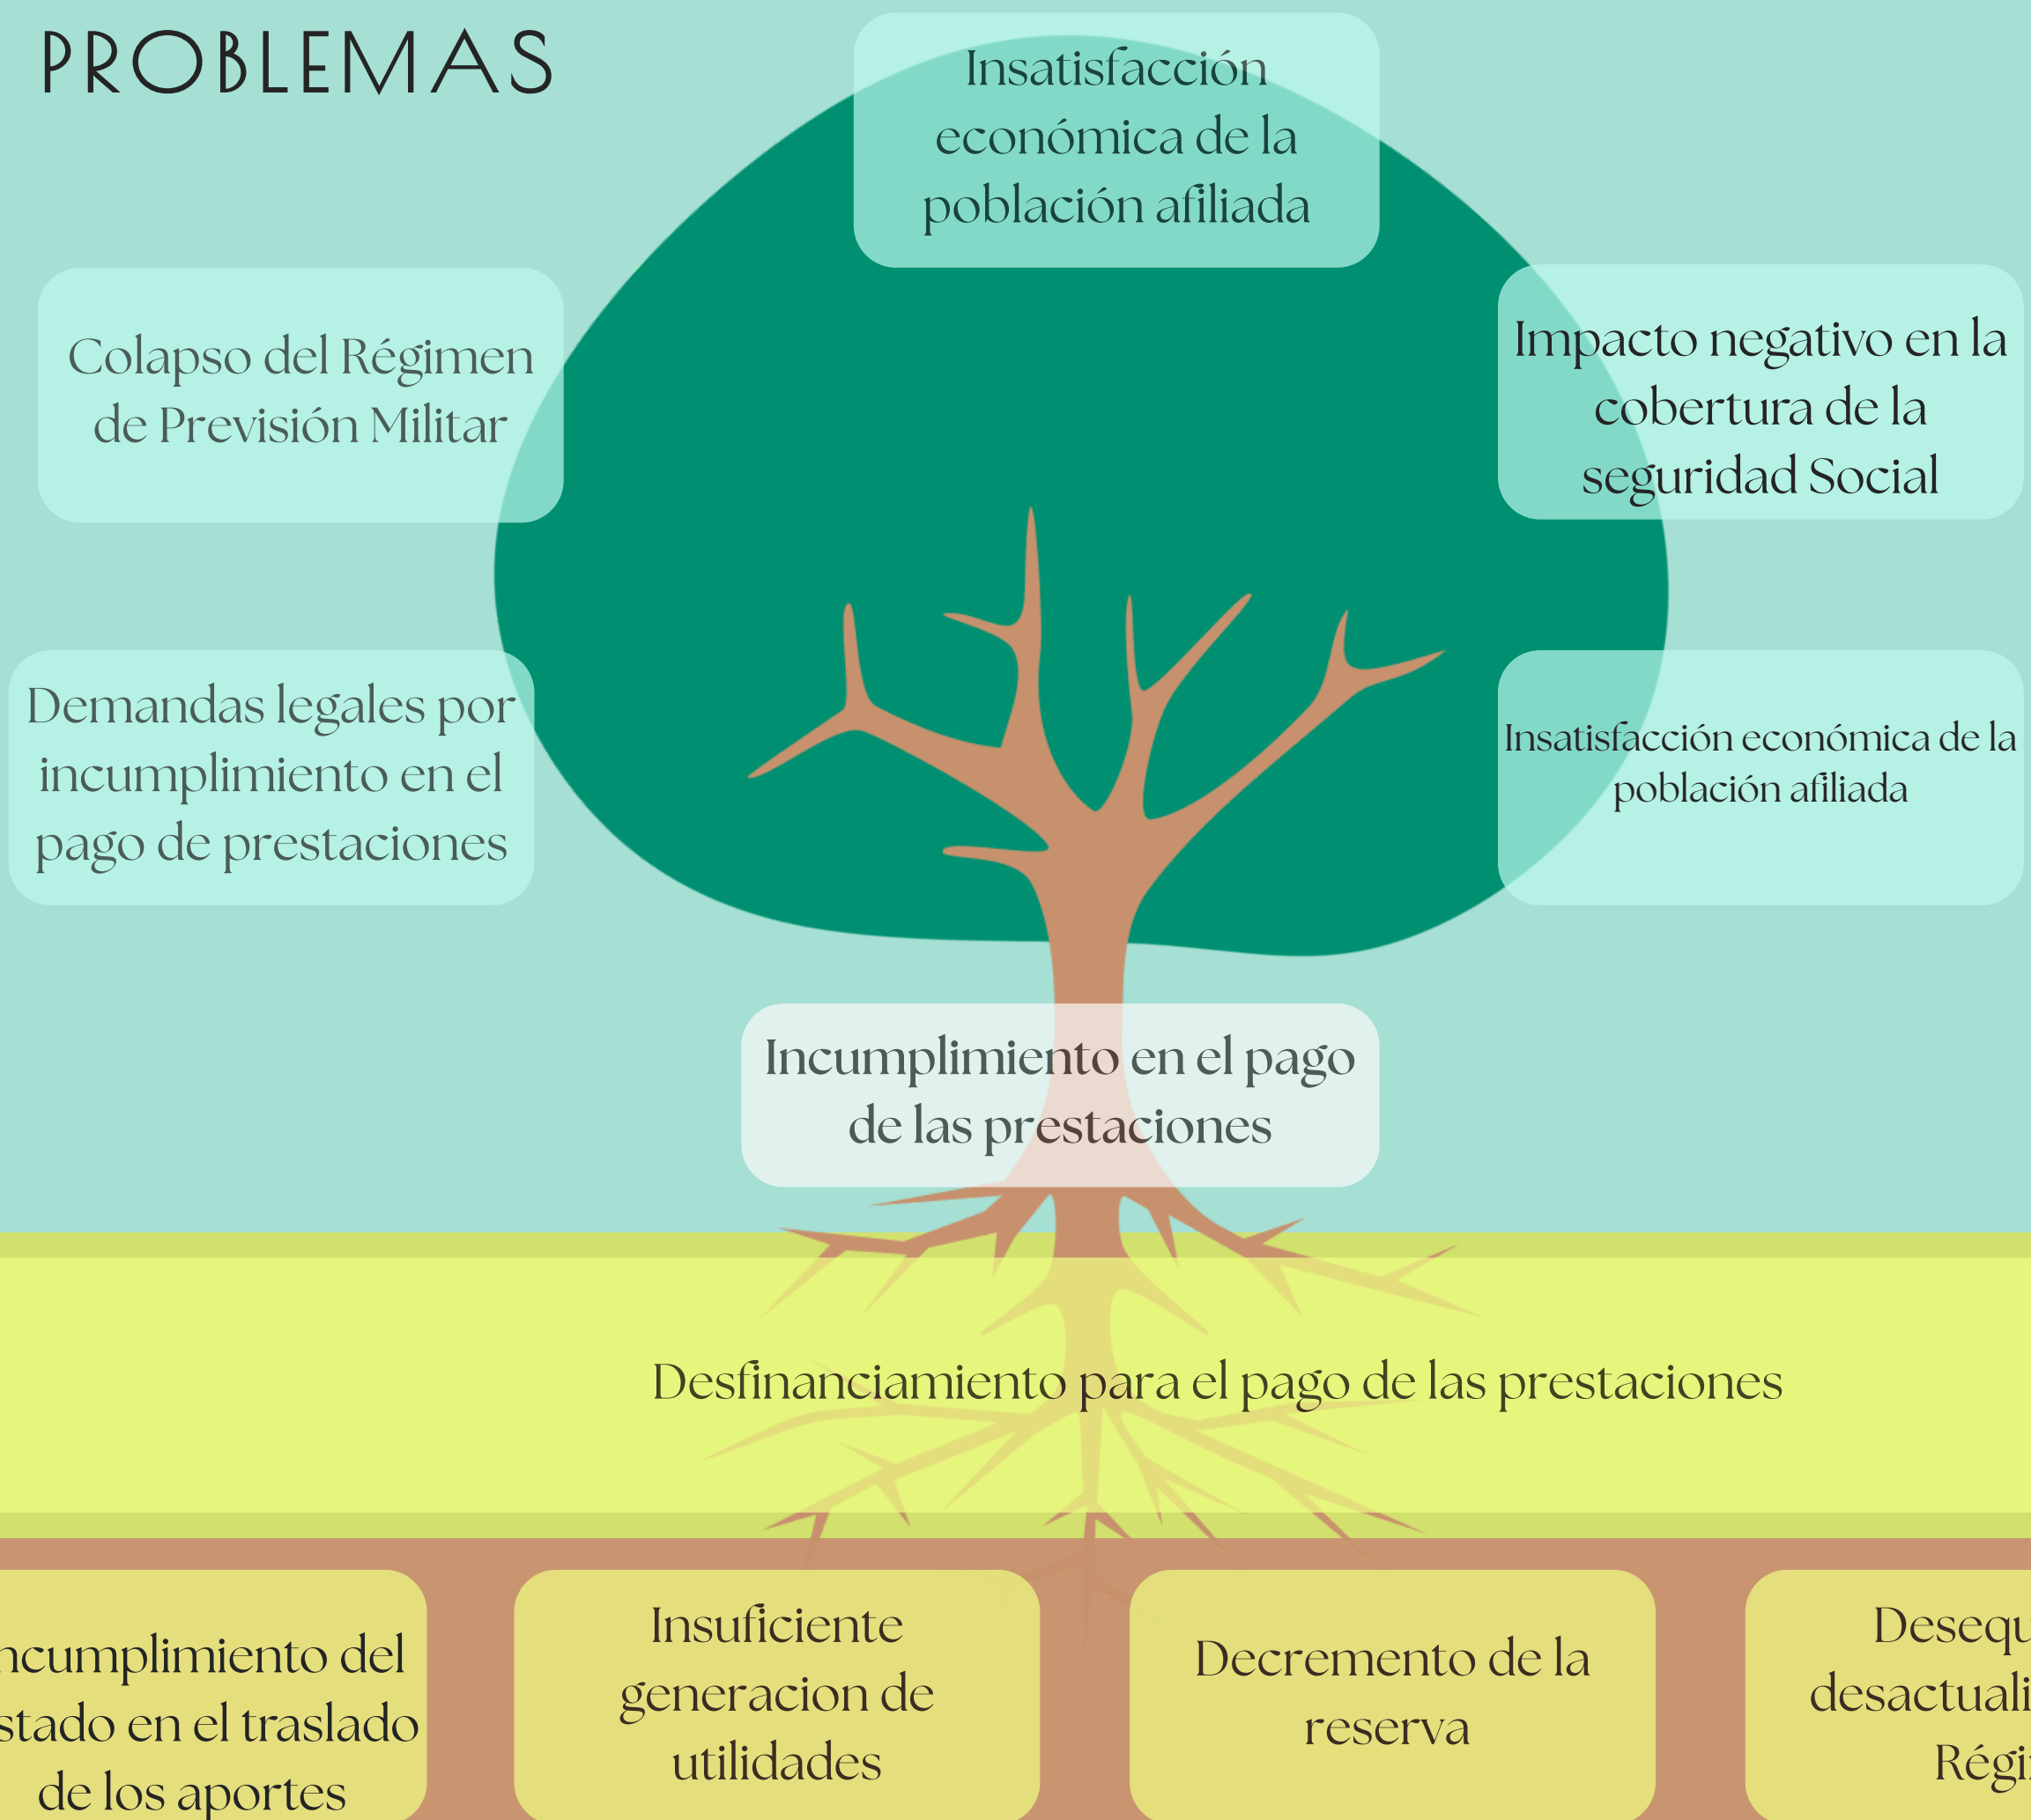 PROBLEMAS
Insatisfacción
económica de la
población afiliada
Colapso del Régimen
de Previsión Militar
Impacto negativo en la
cobertura de la
seguridad Social
Demandas legales por
incumplimiento en el
pago de prestaciones
Insatisfacción económica de la
población afiliada
Incumplimiento en el pago
de las prestaciones
Desfinanciamiento para el pago de las prestaciones
ncumplimiento del
stado en el traslado
de los aportes
Insuficiente
generacion de
utilidades
Decremento de la
reserva
Desequ
desactuali
Régi